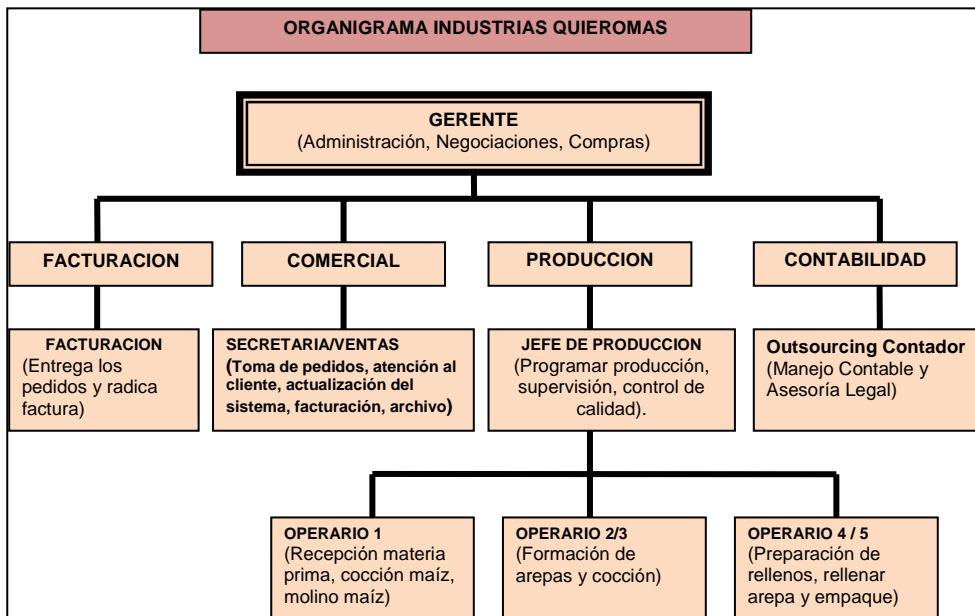 ORGANIGRAMA INDUSTRIAS QUIEROMAS
GERENTE
(Administración, Negociaciones, Compras)
FACTURACION
COMERCIAL
PRODUCCION
CONTABILIDAD
FACTURACION
(Entrega los
pedidos y radica
factura)
SECRETARIA/VENTAS
(Toma de pedidos, atención al
cliente, actualización del
sistema, facturación, archivo)
JEFE DE PRODUCCION
(Programar producción,
supervisión, control de
calidad).
Outsourcing Contador
(Manejo Contable y
Asesoría Legal)
OPERARIO 1
(Recepción materia
prima, cocción maíz,
molino maíz)
OPERARIO 2/3
(Formación de
arepas y cocción)
OPERARIO 4 / 5
(Preparación de
rellenos, rellenar
arepa y empaque)